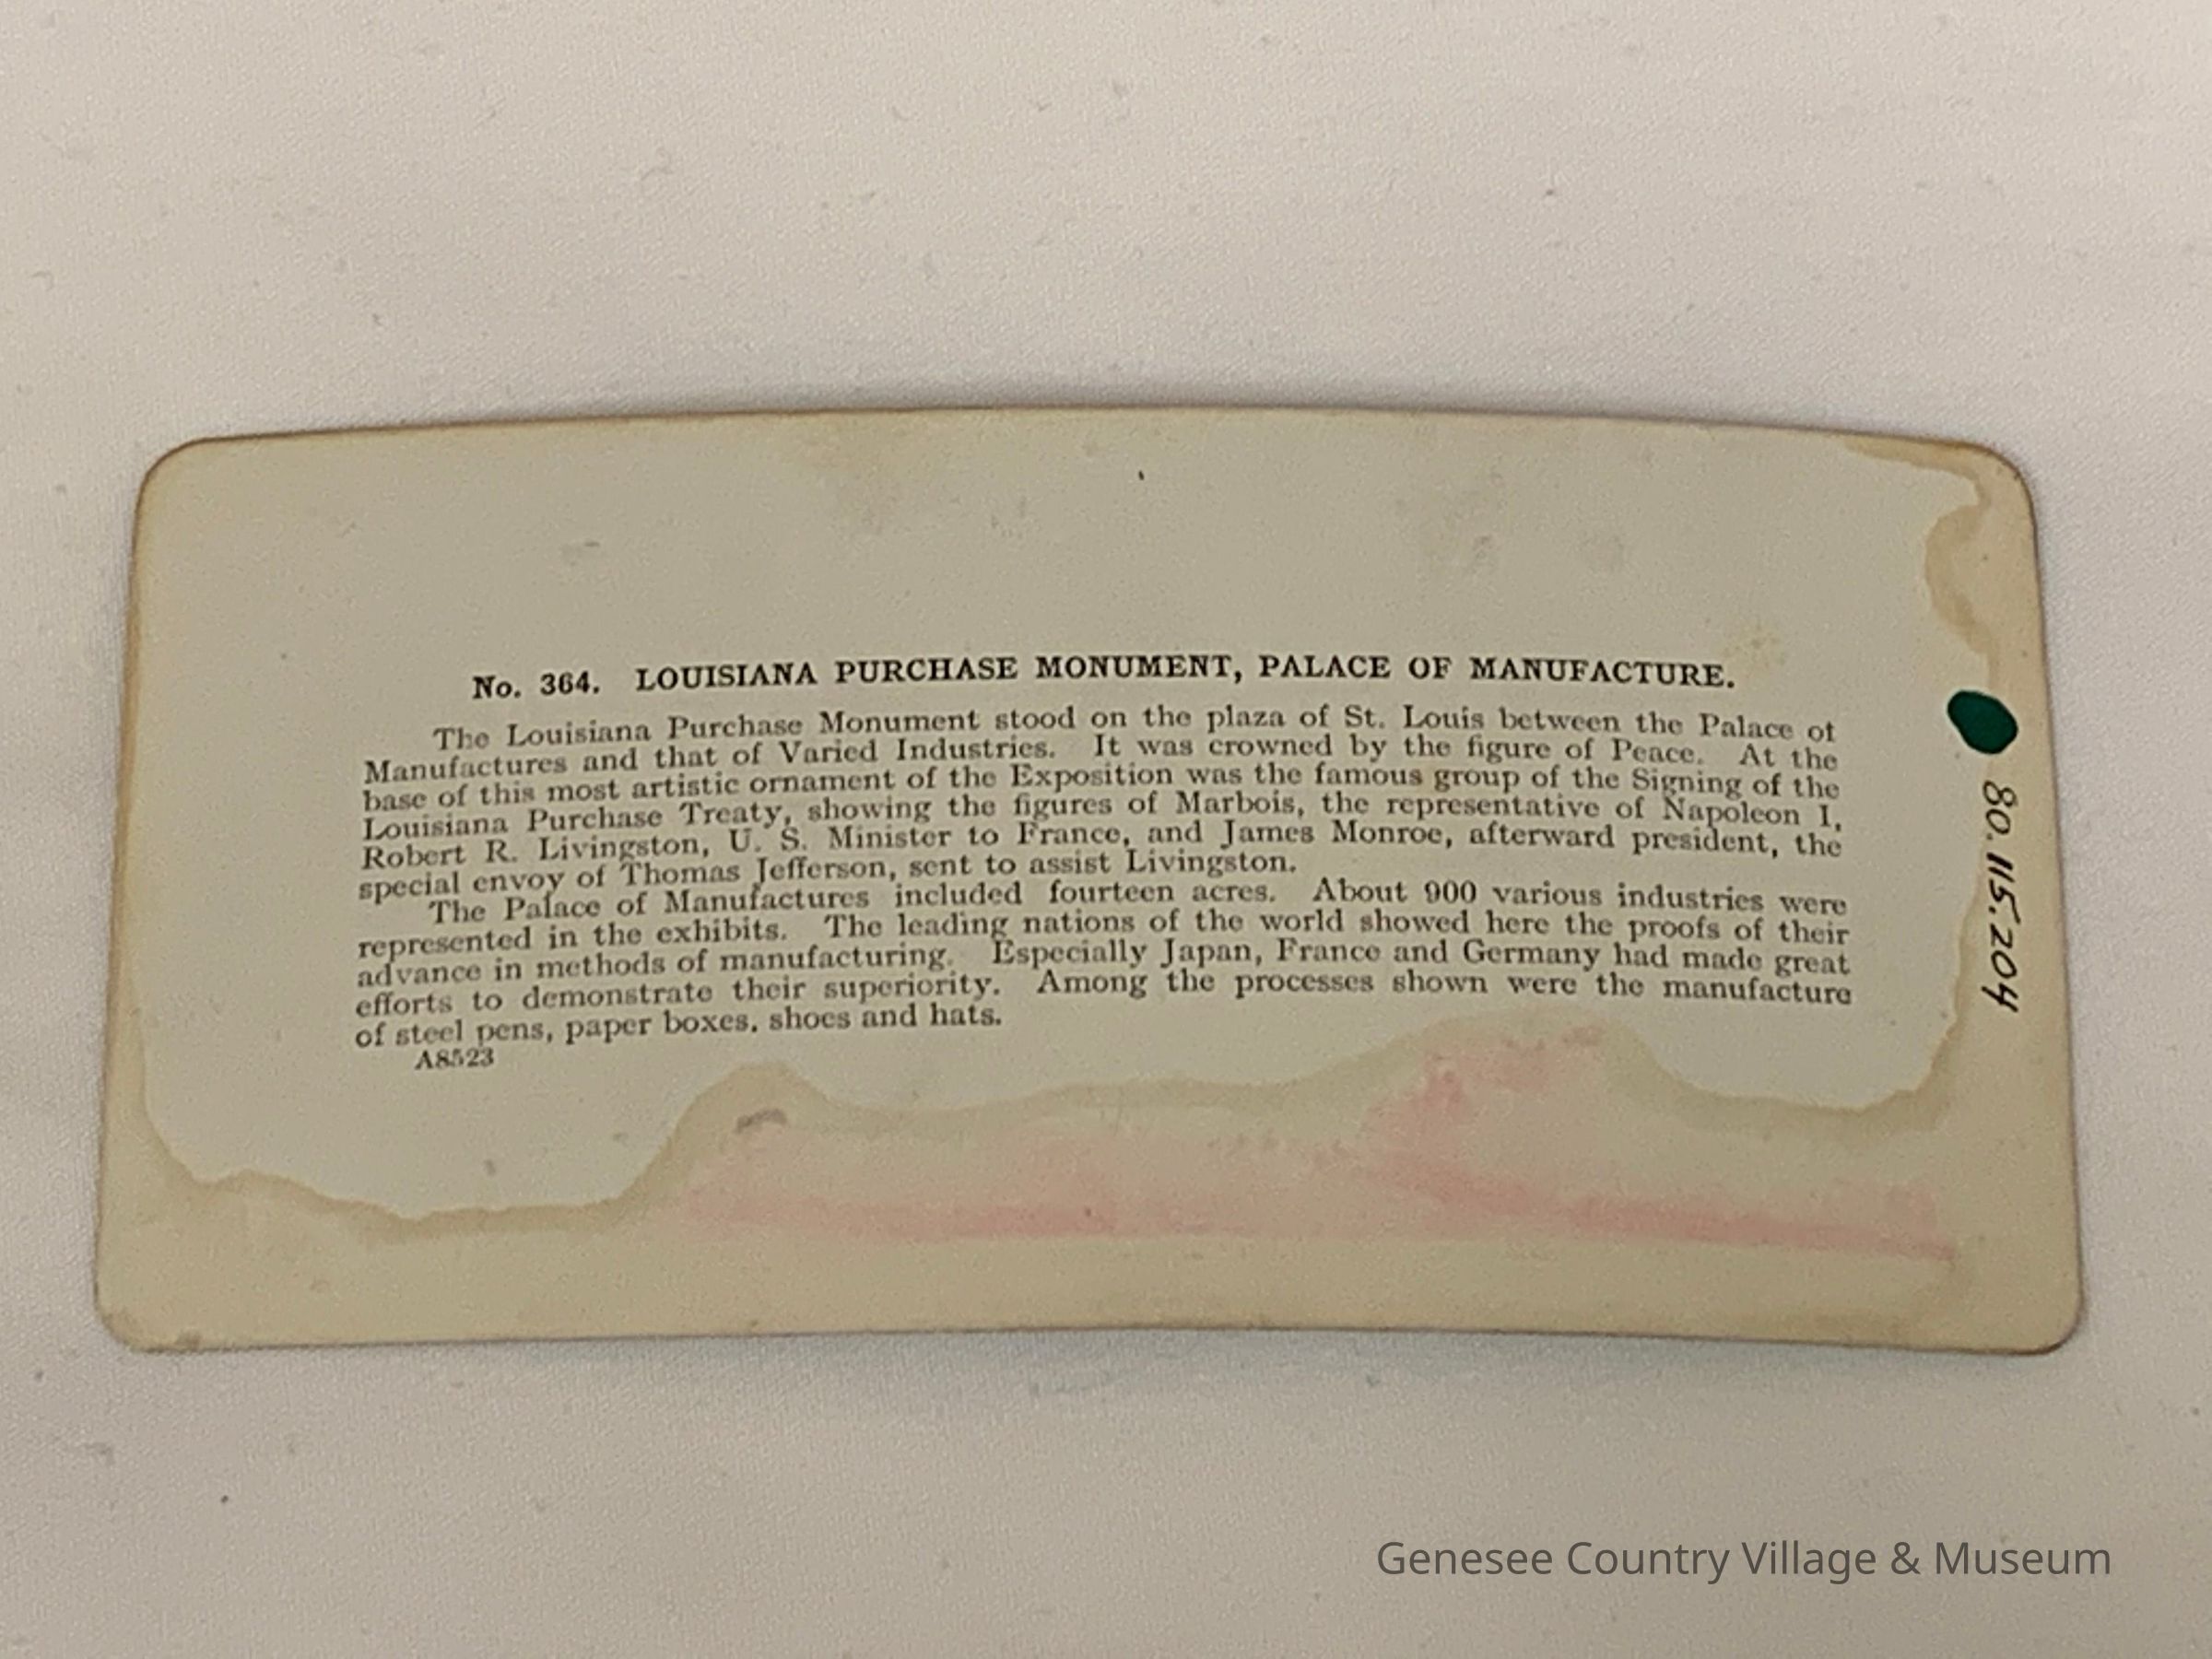 No. 364. LOUISIANA PURCHASE MONUMENT, PALACE OF MANUFACTURE.
The Louisiana Purchase Monument stood on the plaza of St. Louis between the Palace of
Manufactures and that of Varied Industries. It was crowned by the figure of Peace. At the
base of this most artistic ornament of the Exposition was the famous group of the Signing of the
Louisiana Purchase Treaty, showing the figures of Marbois, the representative of Napoleon I,
Robert R. Livingston, U. S. Minister to France, and James Monroe, afterward president, the
special envoy of Thomas Jefferson, sent to assist Livingston.
The Palace of Manufactures included fourteen acres. About 900 various industries were
represented in the exhibits. The leading nations of the world showed here the proofs of their
advance in methods of manufacturing. Especially Japan, France and Germany had made great
efforts to demonstrate their superiority. Among the processes shown were the manufacture
of steel pens, paper boxes, shoes and hats.
A8523
80.115.204
Genesee Country Village & Museum